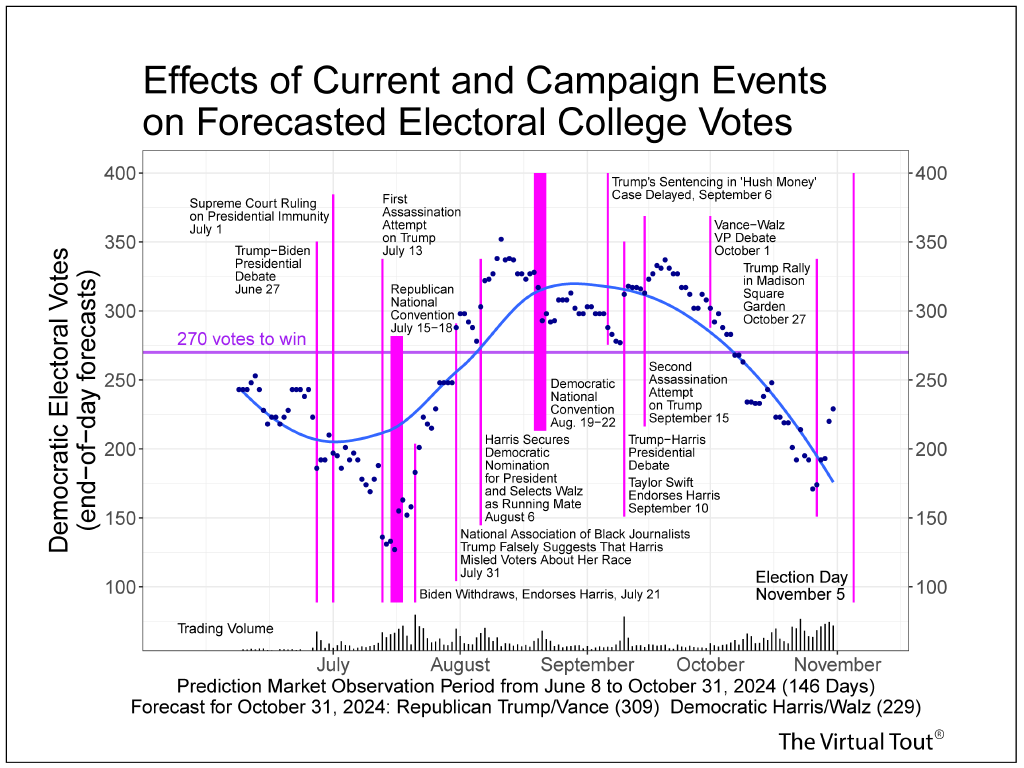 Effects of Current and Campaign Events
on Forecasted Electoral College Votes
Democratic Electoral Votes
(end−of−day forecasts)
400
350
300
250
200
150
100
400
350
300
250
200
150
100
Supreme Court Ruling
on Presidential Immunity
July 1
Trump−Biden
Presidential
Debate
June 27
First
Assassination
Attempt
on Trump
July 13
Republican
National
Convention
July 15−18
Trump's Sentencing in 'Hush Money'
Case Delayed, September 6
Vance−Walz
VP Debate
October 1
Trump Rally
in Madison
Square
Garden
October 27
270 votes to win
Democratic
National
Convention
Aug. 19−22
Second
Assassination
Attempt
on Trump
September 15
Harris Secures
Democratic
Nomination
for President
and Selects Walz
as Running Mate
August 6
Trump−Harris
Presidential
Debate
Taylor Swift
Endorses Harris
September 10
National Association of Black Journalists
Trump Falsely Suggests That Harris
Misled Voters About Her Race
July 31
Biden Withdraws, Endorses Harris, July 21
Election Day
November 5
Trading Volume
July
August
September
October
November
Prediction Market Observation Period from June 8 to October 31, 2024 (146 Days)
Forecast for October 31, 2024: Republican Trump/Vance (309)  Democratic Harris/Walz (229)
The Virtual Tout®